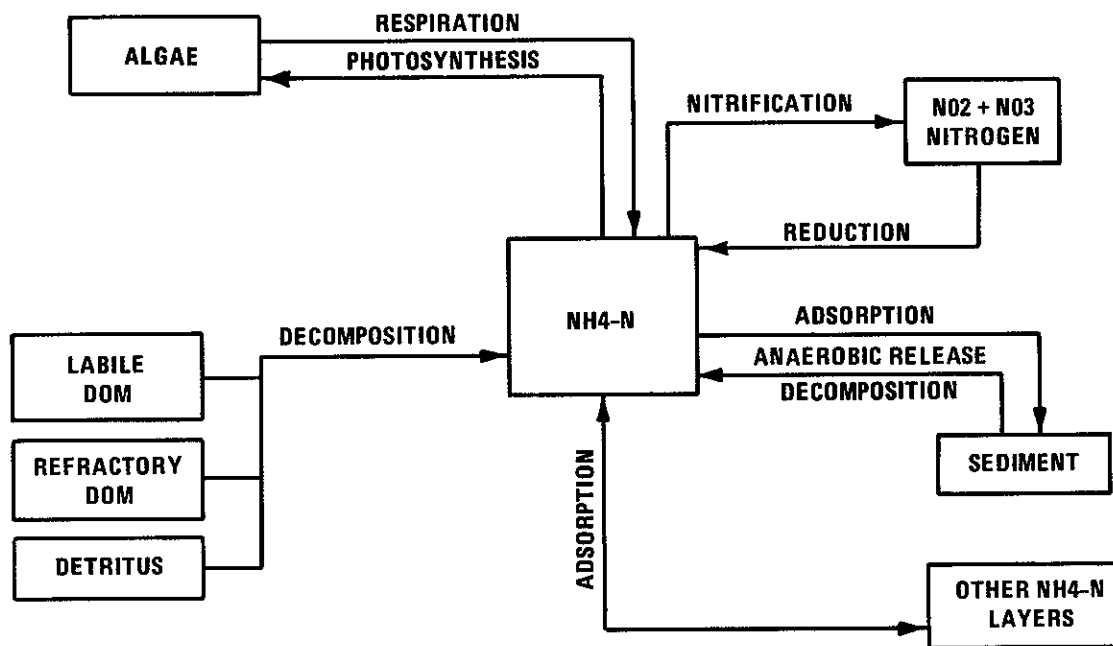 RESPIRATION
ALGAE
PHOTOSYNTHESIS
NITRIFICATION
NO2 + NO3
NITROGEN
REDUCTION
NH4-N
ADSORPTION
ANAEROBIC RELEASE
DECOMPOSITION
SEDIMENT
DECOMPOSITION
LABILE
DOM
REFRACTORY
DOM
DETRITUS
ADSORPTION
OTHER NH4-N
LAYERS